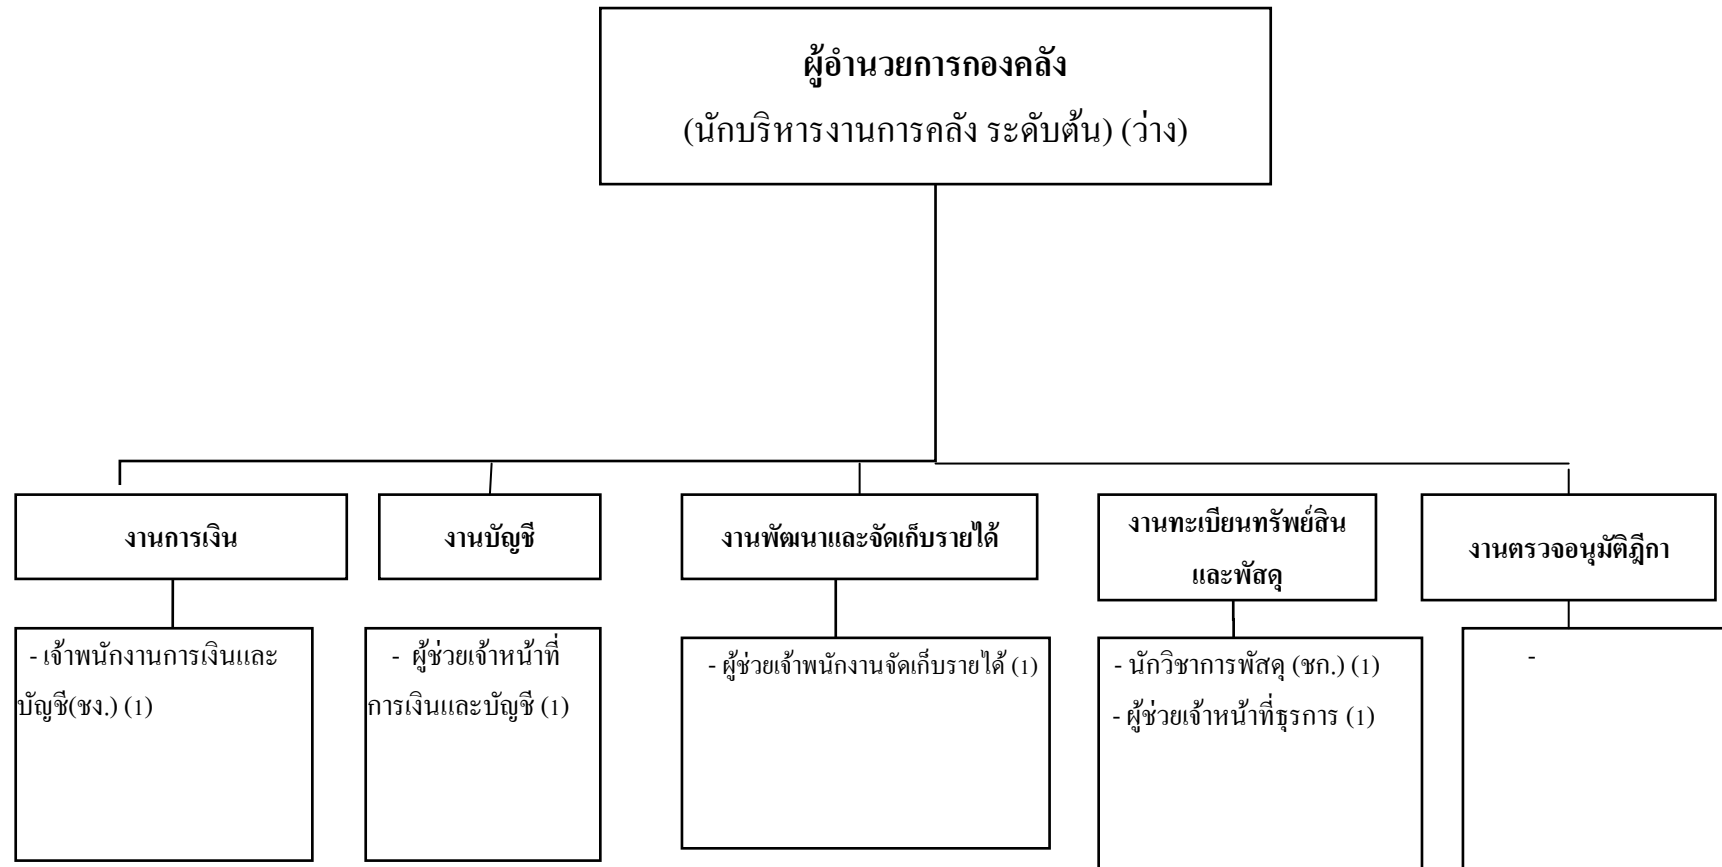 ผู้อำนวยการกองคลัง
(นักบริหารงานการคลัง ระดับต้น) (ว่าง)
งานการเงิน
งานบัญชี
งานพัฒนาและจัดเก็บรายได้
งานทะเบียนทรัพย์สิน
และพัสดุ
งานตรวจอนุมัติฎีกา
- เจ้าพนักงานการเงินและ
บัญชี(ชง.) (1)
- ผู้ช่วยเจ้าหน้าที่
การเงินและบัญชี (1)
- ผู้ช่วยเจ้าพนักงานจัดเก็บรายได้ (1)
- นักวิชาการพัสดุ (ชก.) (1)
- ผู้ช่วยเจ้าหน้าที่ธุรการ (1)
-